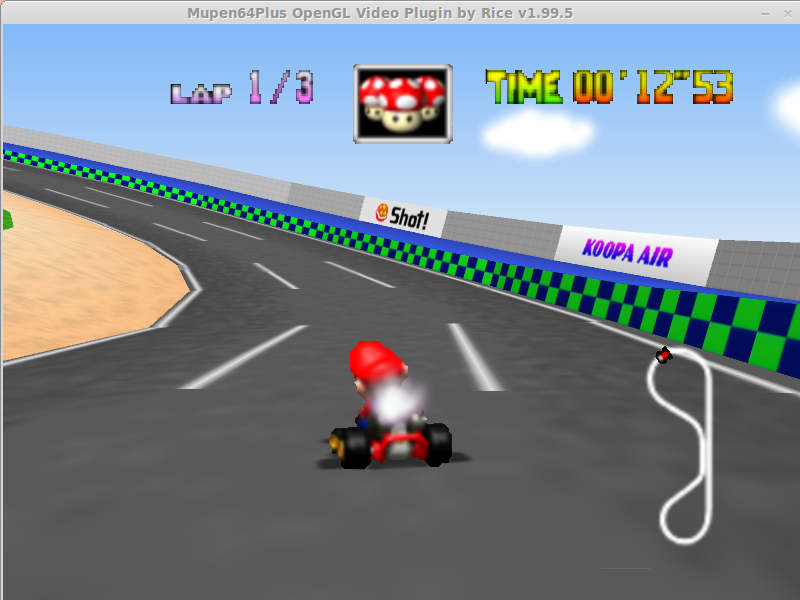 Mupen64Plus OpenGL Video Plugin by Rice v1.99.5
LAP 1/3
TIME 00'12"53
Shot!
KOOPA AIR